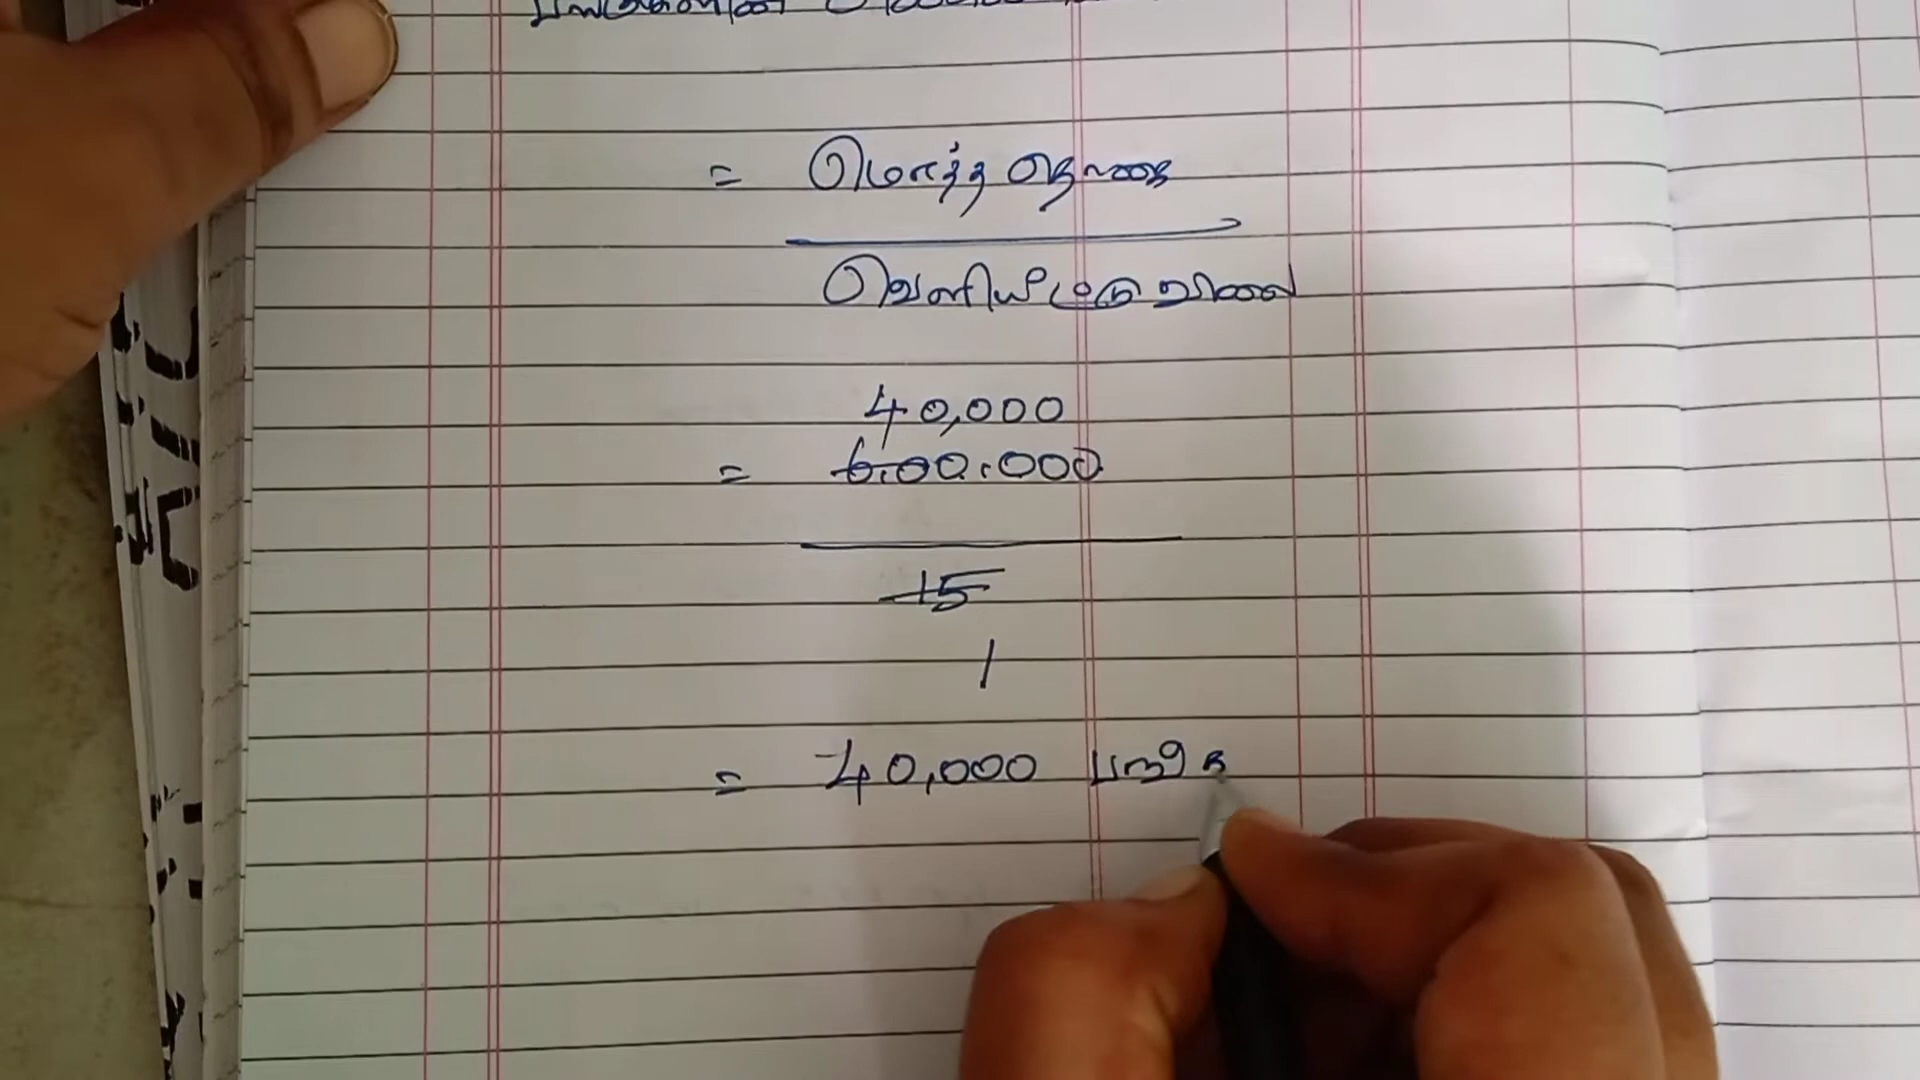 = மொத்த தொகை
வெளியீட்டு விலை
40,000
= 6,00,000
15
1
= 40,000 பங்கு